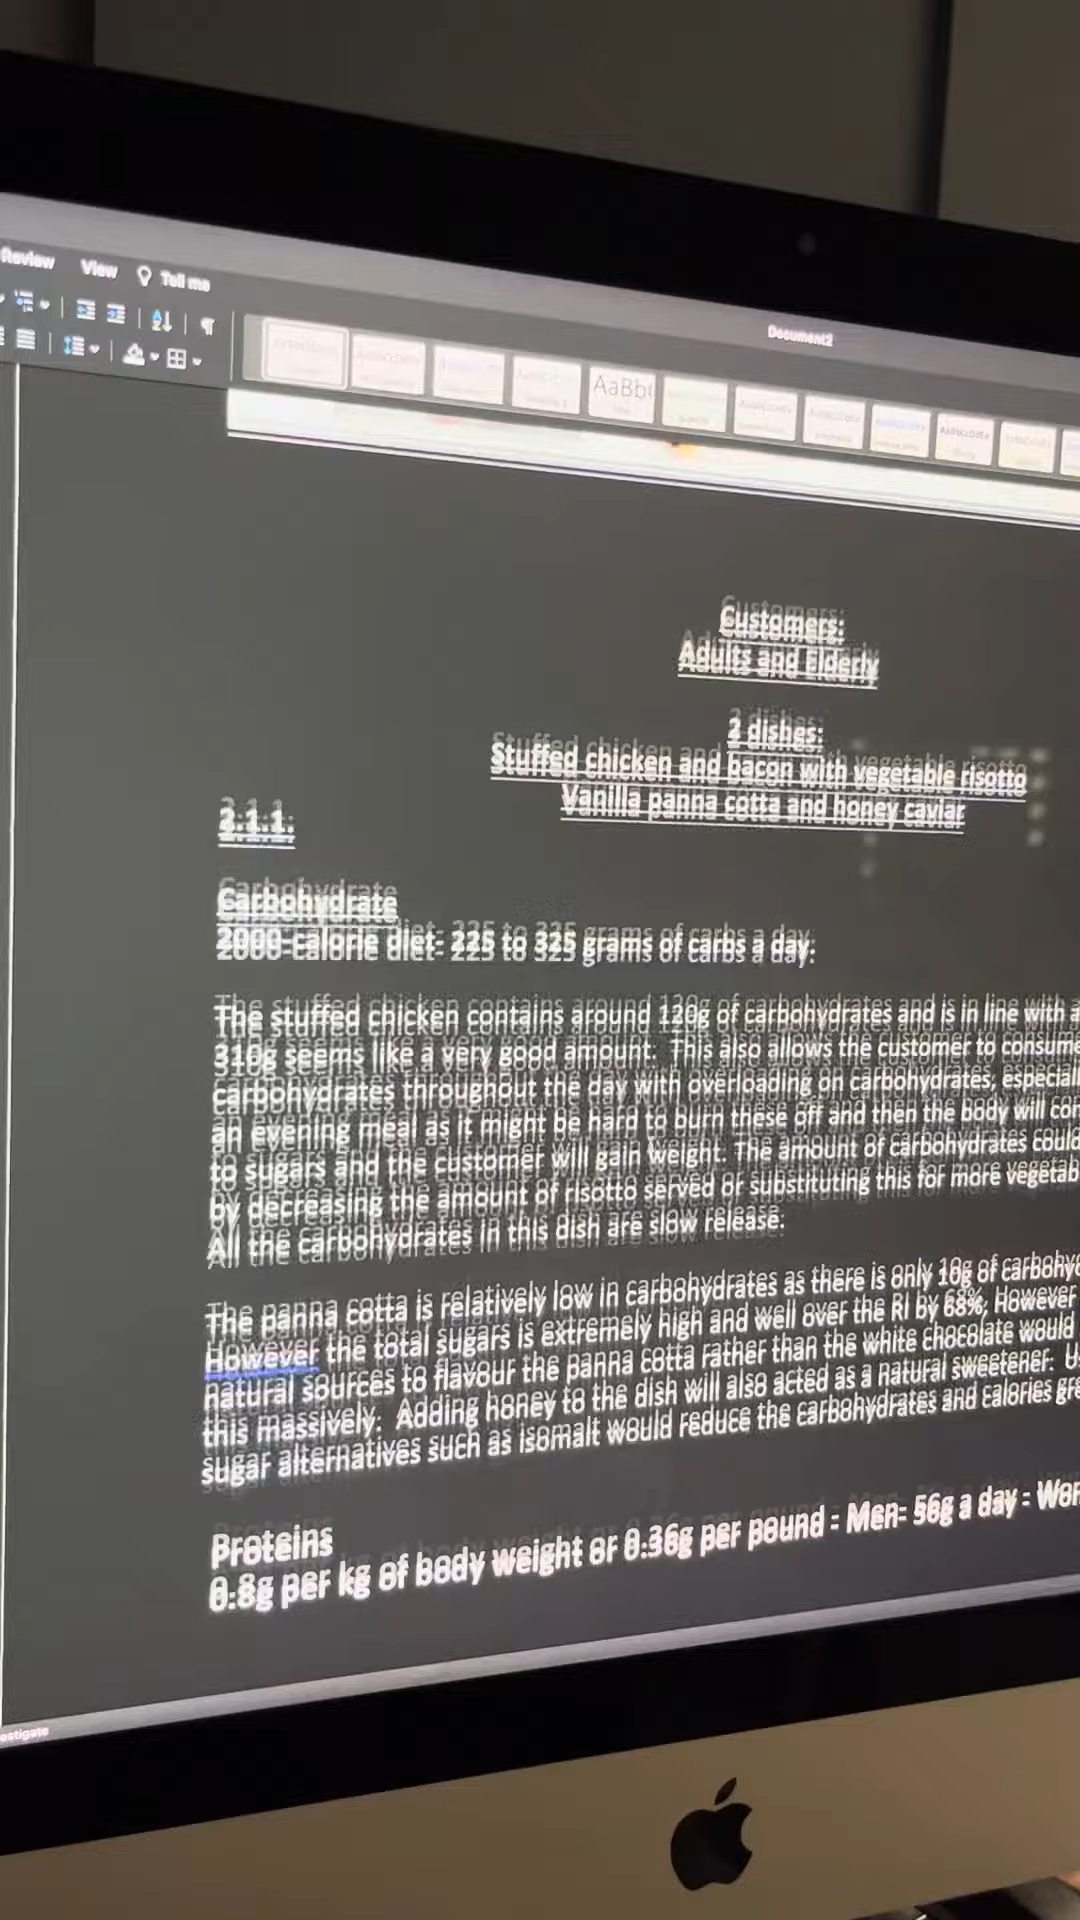 Review View Tell me
Document2
AaBb
Customers:
Adults and Elderly
2 dishes:
Stuffed chicken and bacon with vegetable risotto
Vanilla panna cotta and honey caviar
2.1.1.
Carbohydrate
2000-calorie diet- 225 to 325 grams of carbs a day.
The stuffed chicken contains around 120g of carbohydrates and is in line with a
310g seems like a very good amount. This also allows the customer to consume
carbohydrates throughout the day with overloading on carbohydrates, especiall
an evening meal as it might be hard to burn these off and then the body will con
to sugars and the customer will gain weight. The amount of carbohydrates could
by decreasing the amount of risotto served or substituting this for more vegetab
All the carbohydrates in this dish are slow release.
The panna cotta is relatively low in carbohydrates as there is only 10g of carbohyd
However the total sugars is extremely high and well over the RI by 68%. However
natural sources to flavour the panna cotta rather than the white chocolate would
this massively. Adding honey to the dish will also acted as a natural sweetener. U
sugar alternatives such as isomalt would reduce the carbohydrates and calories gre
Proteins
0.8g per kg of body weight or 0.36g per pound - Men- 56g a day - Wo